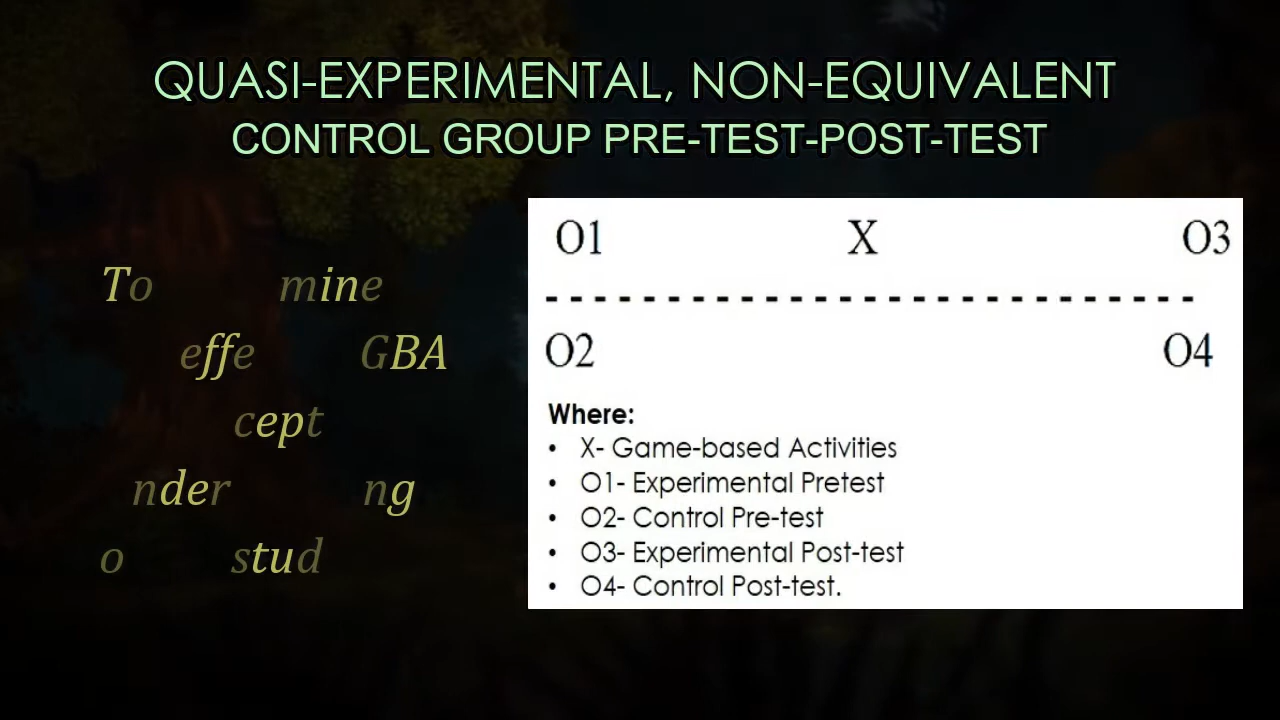 QUASI-EXPERIMENTAL, NON-EQUIVALENT
CONTROL GROUP PRE-TEST-POST-TEST
To mine
effe GBA
cept
nder ng
o stud
O1 X O3
O2 O4
Where:
• X- Game-based Activities
• O1- Experimental Pretest
• O2- Control Pre-test
• O3- Experimental Post-test
• O4- Control Post-test.